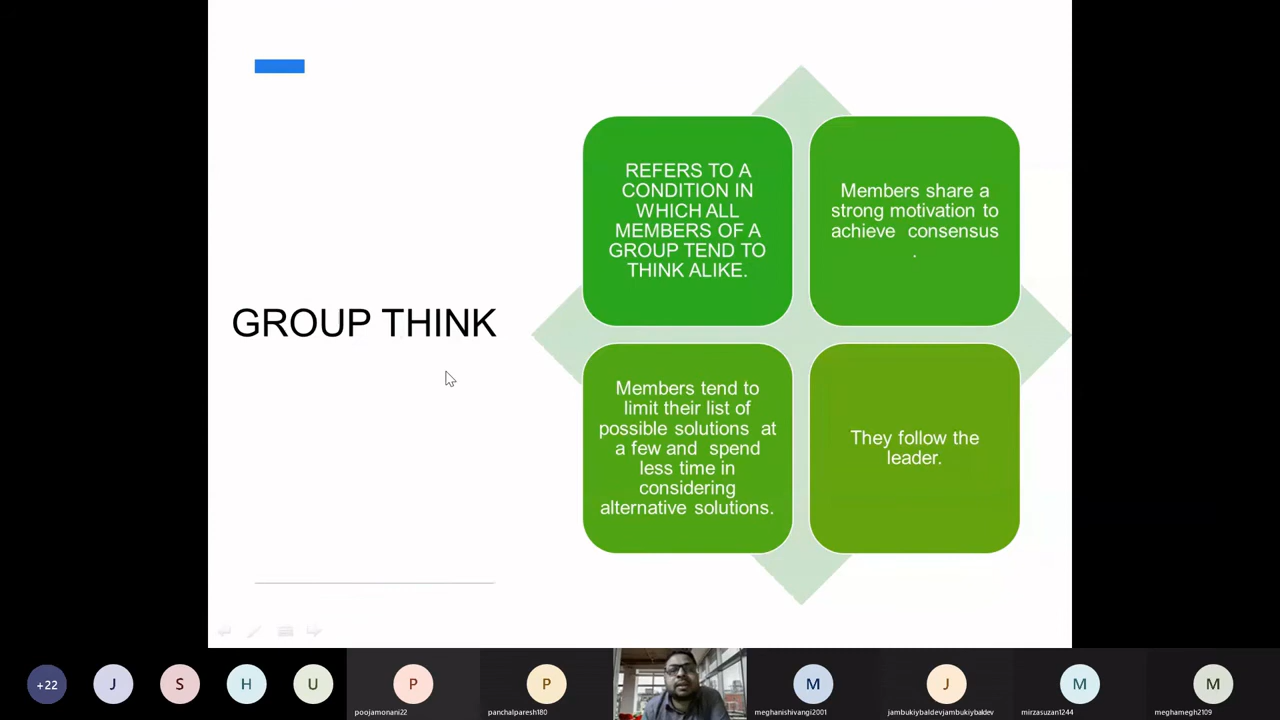 GROUP THINK
REFERS TO A
CONDITION IN
WHICH ALL
MEMBERS OF A
GROUP TEND TO
THINK ALIKE.
Members share a
strong motivation to
achieve consensus
.
Members tend to
limit their list of
possible solutions at
a few and spend
less time in
considering
alternative solutions.
They follow the
leader.
+22
J
S
H
U
P
poojamonani22
P
panchalparesh180
M
meghanishivangi2001
J
jambukiybaldevjambukiybaldev
M
mirzasuzan1244
M
meghamegh2109